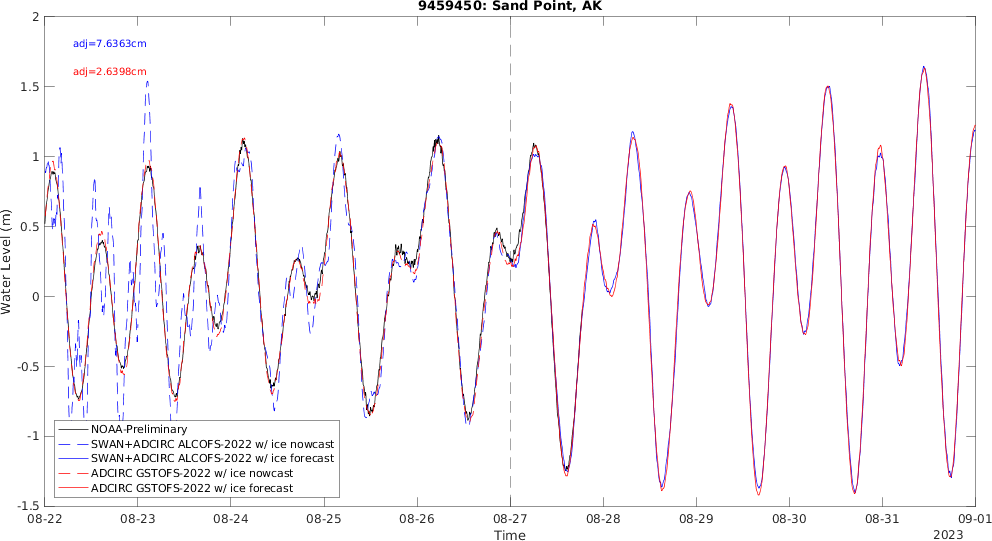 9459450: Sand Point, AK
adj=7.6363cm
adj=2.6398cm
Water Level (m)
2
1.5
1
0.5
0
-0.5
-1
-1.5
NOAA-Preliminary
SWAN+ADCIRC ALCOFS-2022 w/ ice nowcast
SWAN+ADCIRC ALCOFS-2022 w/ ice forecast
ADCIRC GSTOFS-2022 w/ ice nowcast
ADCIRC GSTOFS-2022 w/ ice forecast
08-22 08-23 08-24 08-25 08-26 08-27 08-28 08-29 08-30 08-31 09-01
Time
2023